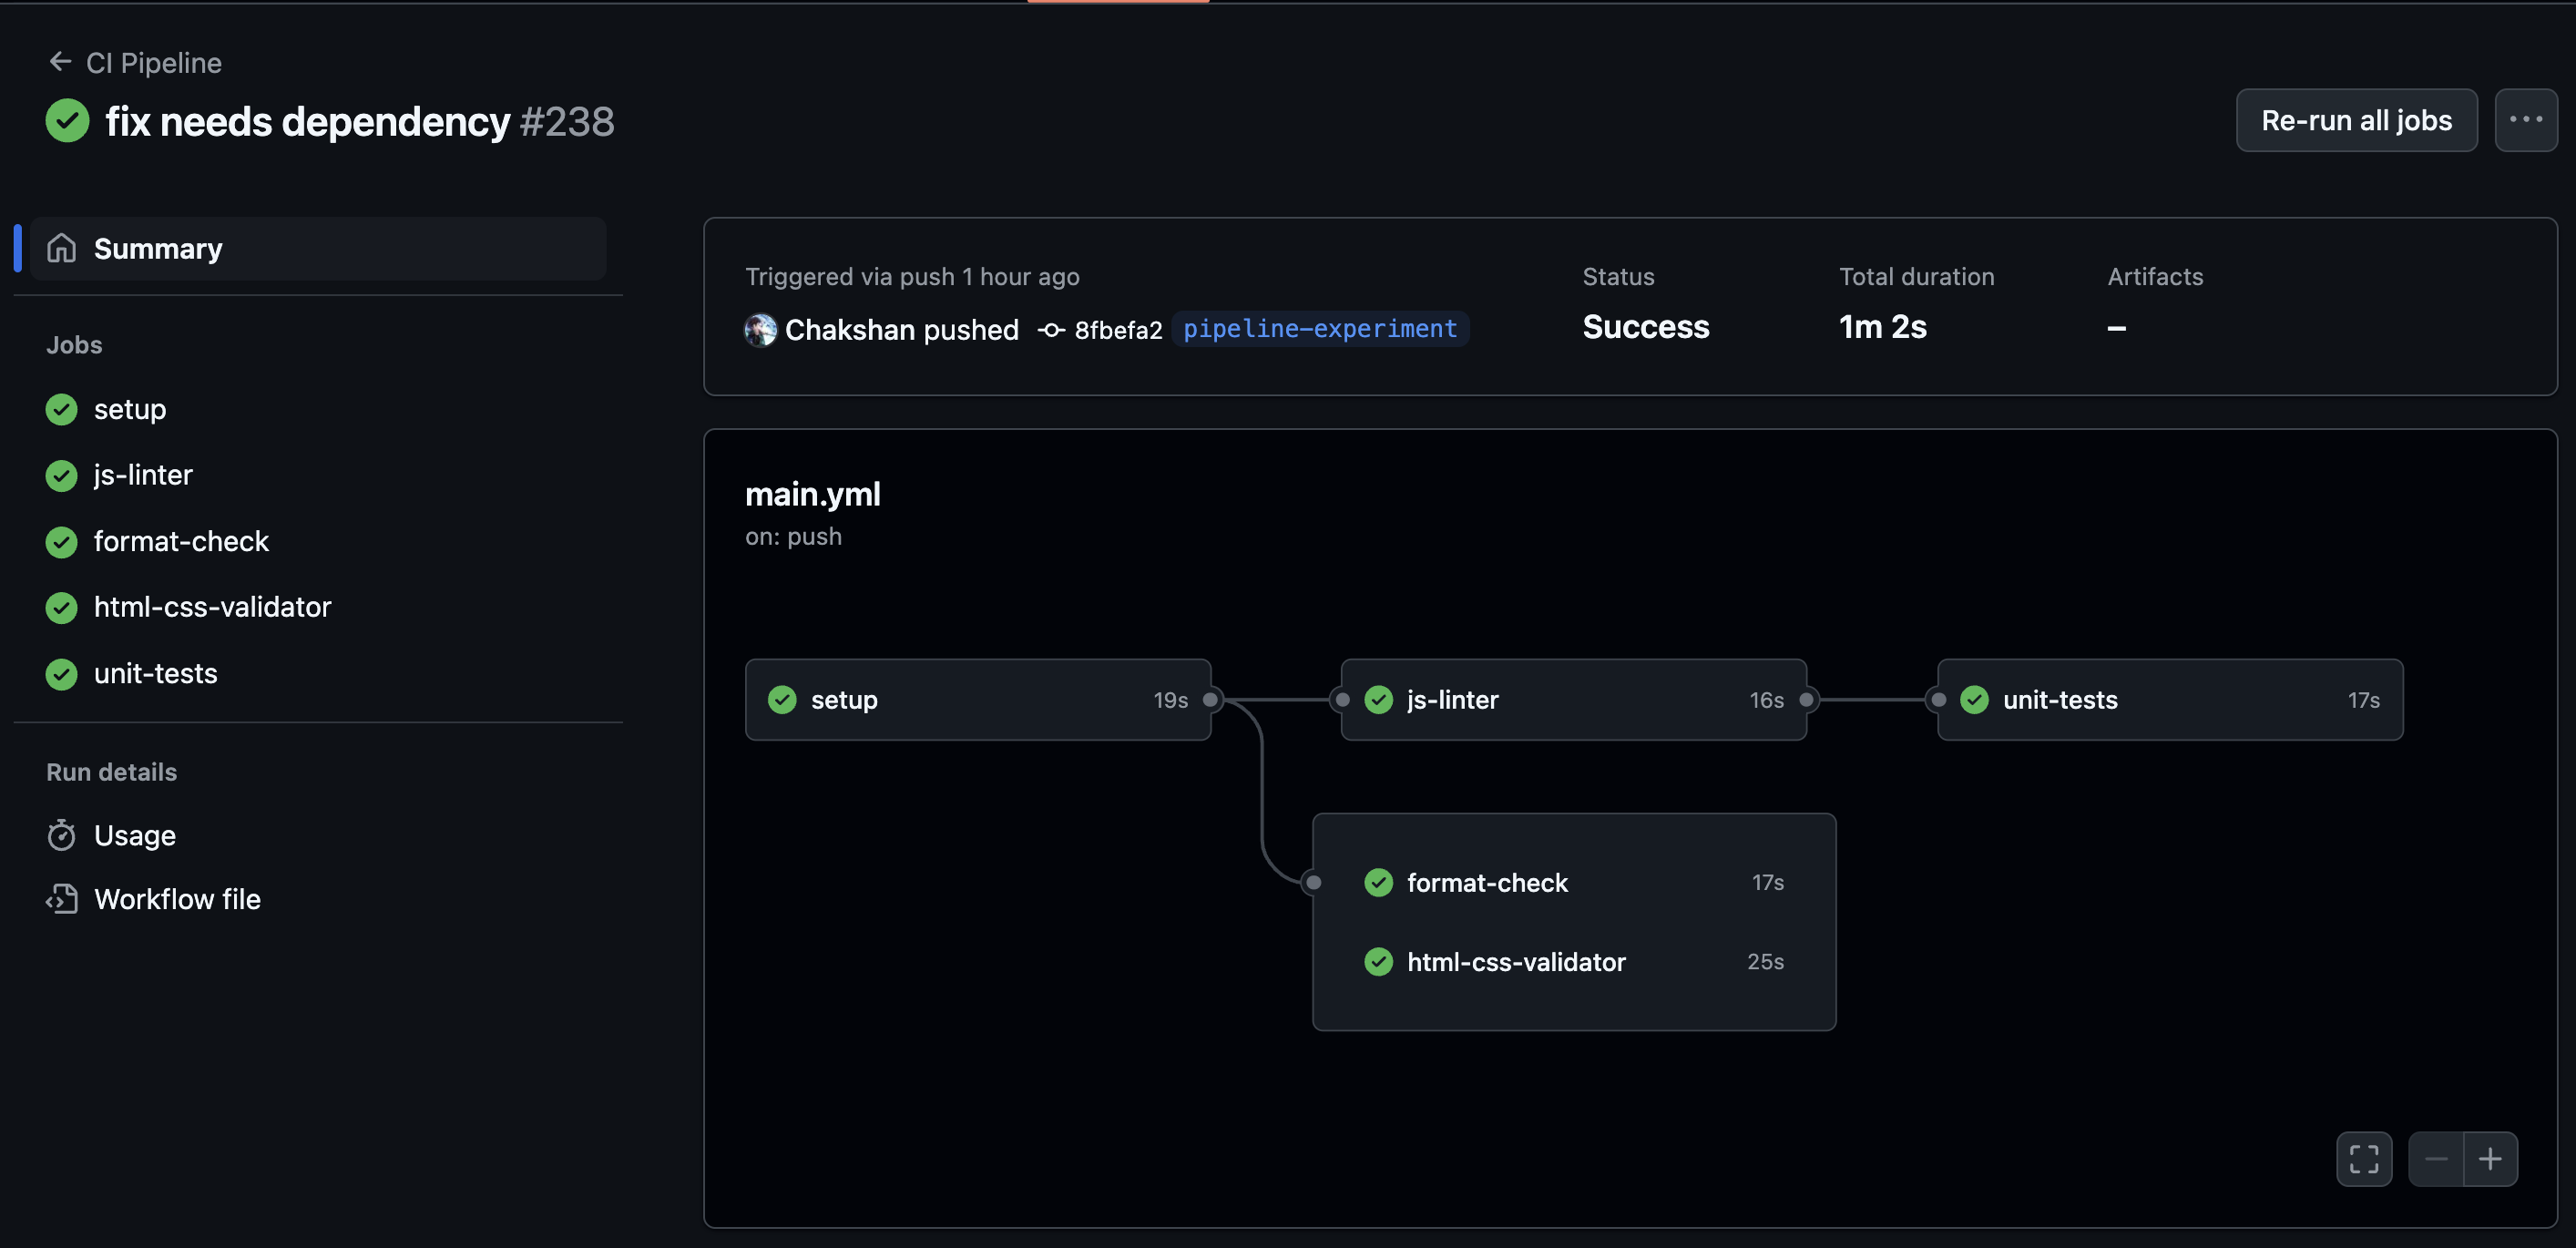 CI Pipeline
fix needs dependency #238
Re-run all jobs
Summary
Jobs
setup
js-linter
format-check
html-css-validator
unit-tests
Run details
Usage
Workflow file
Triggered via push 1 hour ago
Chakshan pushed 8fbefa2 pipeline-experiment
Status
Success
Total duration
1m 2s
Artifacts
–
main.yml
on: push
setup 19s
js-linter 16s
unit-tests 17s
format-check 17s
html-css-validator 25s